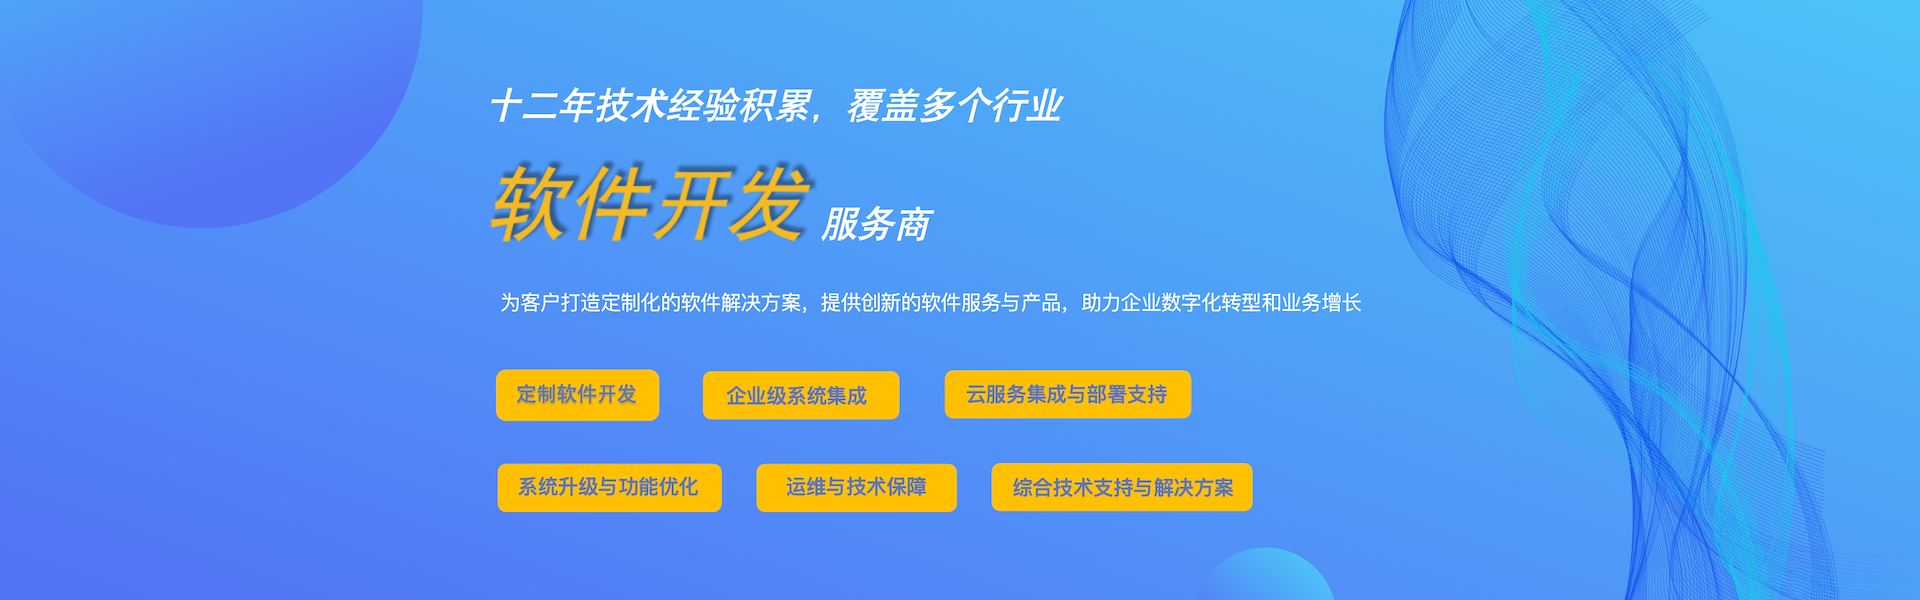 十二年技术经验积累，覆盖多个行业
软件开发 服务商
为客户打造定制化的软件解决方案，提供创新的软件服务与产品，助力企业数字化转型和业务增长
定制软件开发
企业级系统集成
云服务集成与部署支持
系统升级与功能优化
运维与技术保障
综合技术支持与解决方案